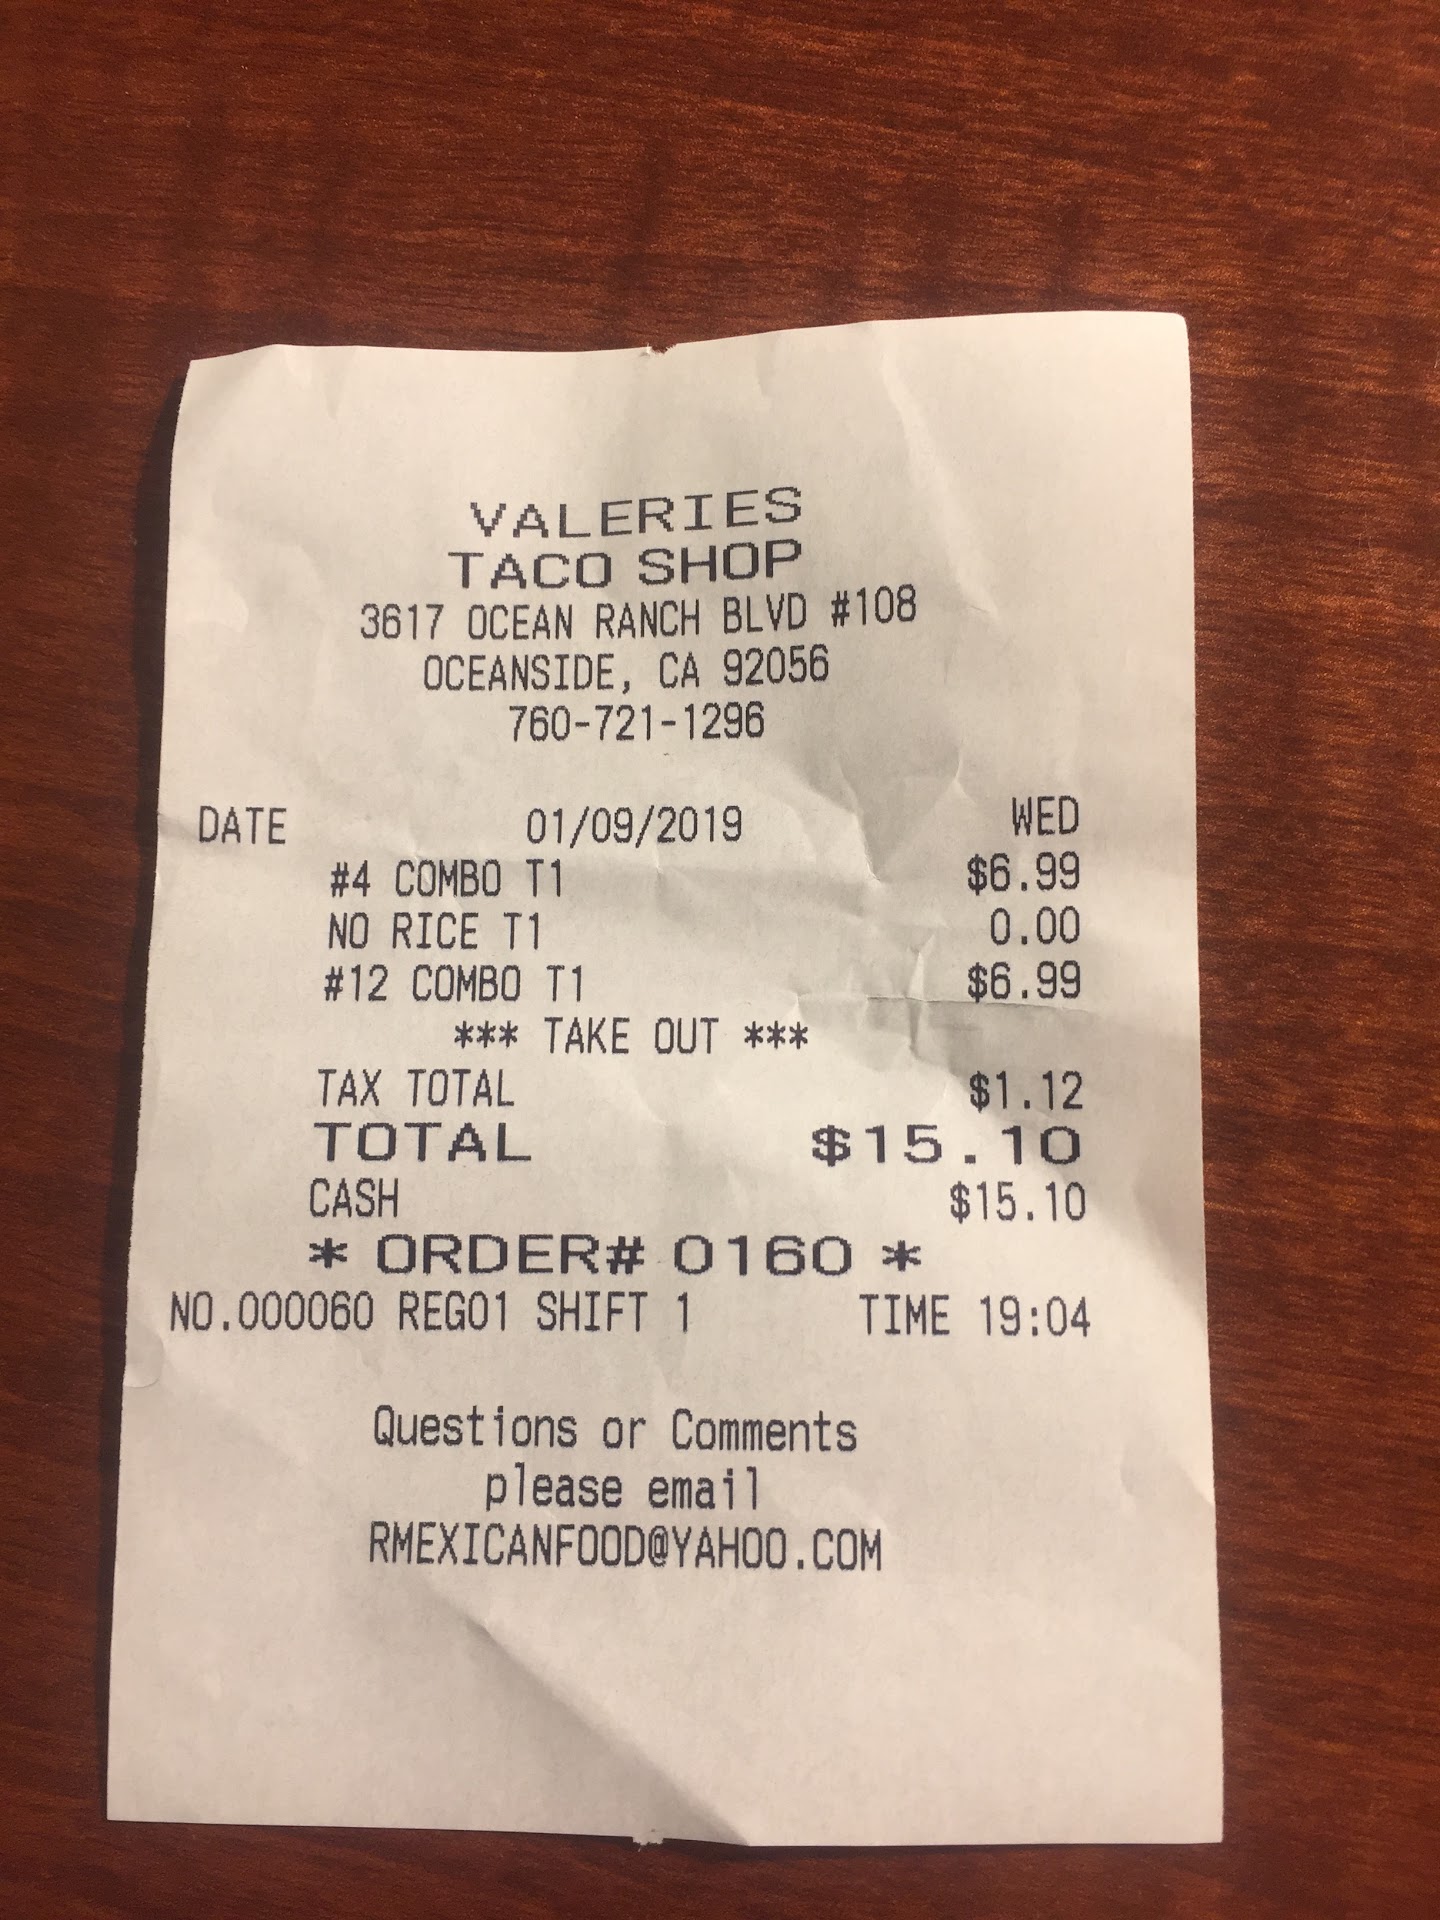 VALERIES
TACO SHOP
3617 OCEAN RANCH BLVD #108
OCEANSIDE, CA 92056
760-721-1296
DATE 01/09/2019 WED
#4 COMBO T1 $6.99
NO RICE T1 0.00
#12 COMBO T1 $6.99
*** TAKE OUT ***
TAX TOTAL $1.12
TOTAL $15.10
CASH $15.10
* ORDER# 0160 *
NO.000060 REG01 SHIFT 1 TIME 19:04
Questions or Comments
please email
RMEXICANFOOD@YAHOO.COM